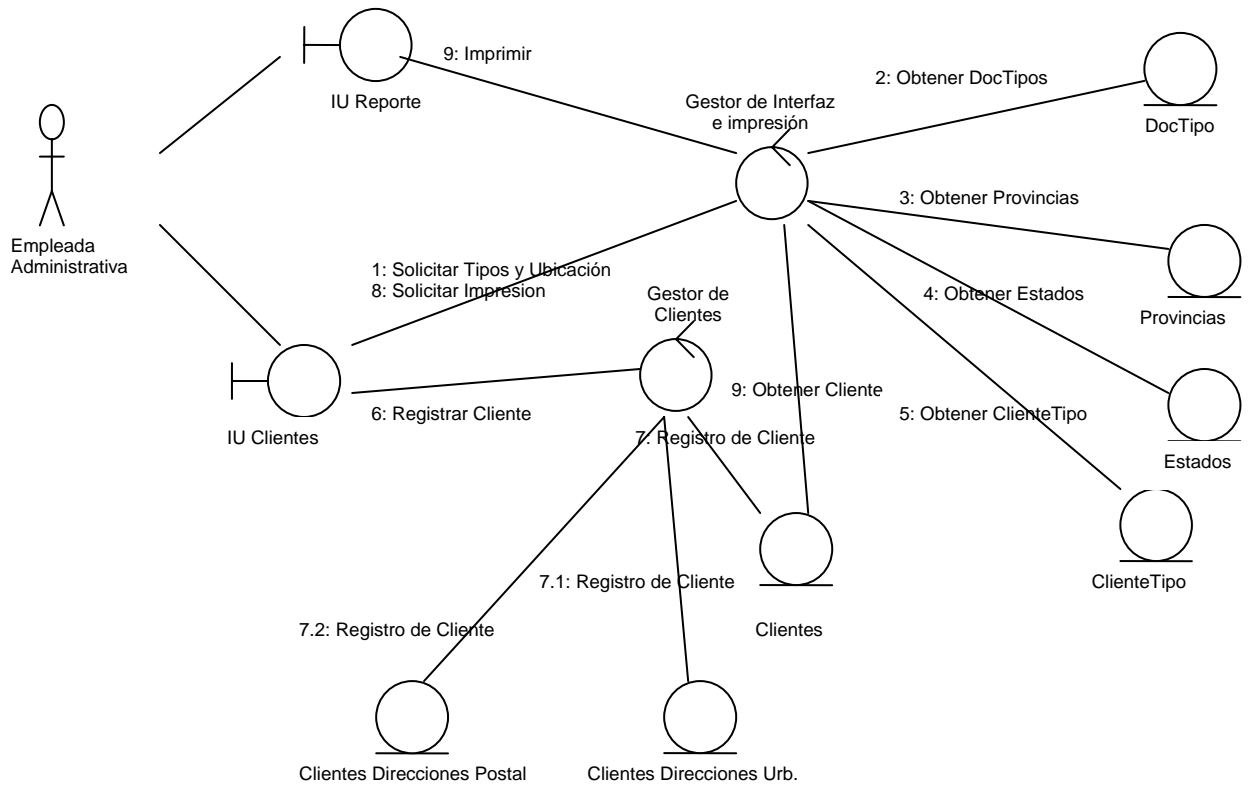 9: Imprimir
IU Reporte
2: Obtener DocTipos
Gestor de Interfaz
e impresión
DocTipo
3: Obtener Provincias
Empleada
Administrativa
1: Solicitar Tipos y Ubicación
8: Solicitar Impresion
Gestor de
Clientes
4: Obtener Estados
Provincias
9: Obtener Cliente
6: Registrar Cliente
5: Obtener ClienteTipo
IU Clientes
7: Registro de Cliente
Estados
7.1: Registro de Cliente
ClienteTipo
7.2: Registro de Cliente
Clientes
Clientes Direcciones Postal
Clientes Direcciones Urb.